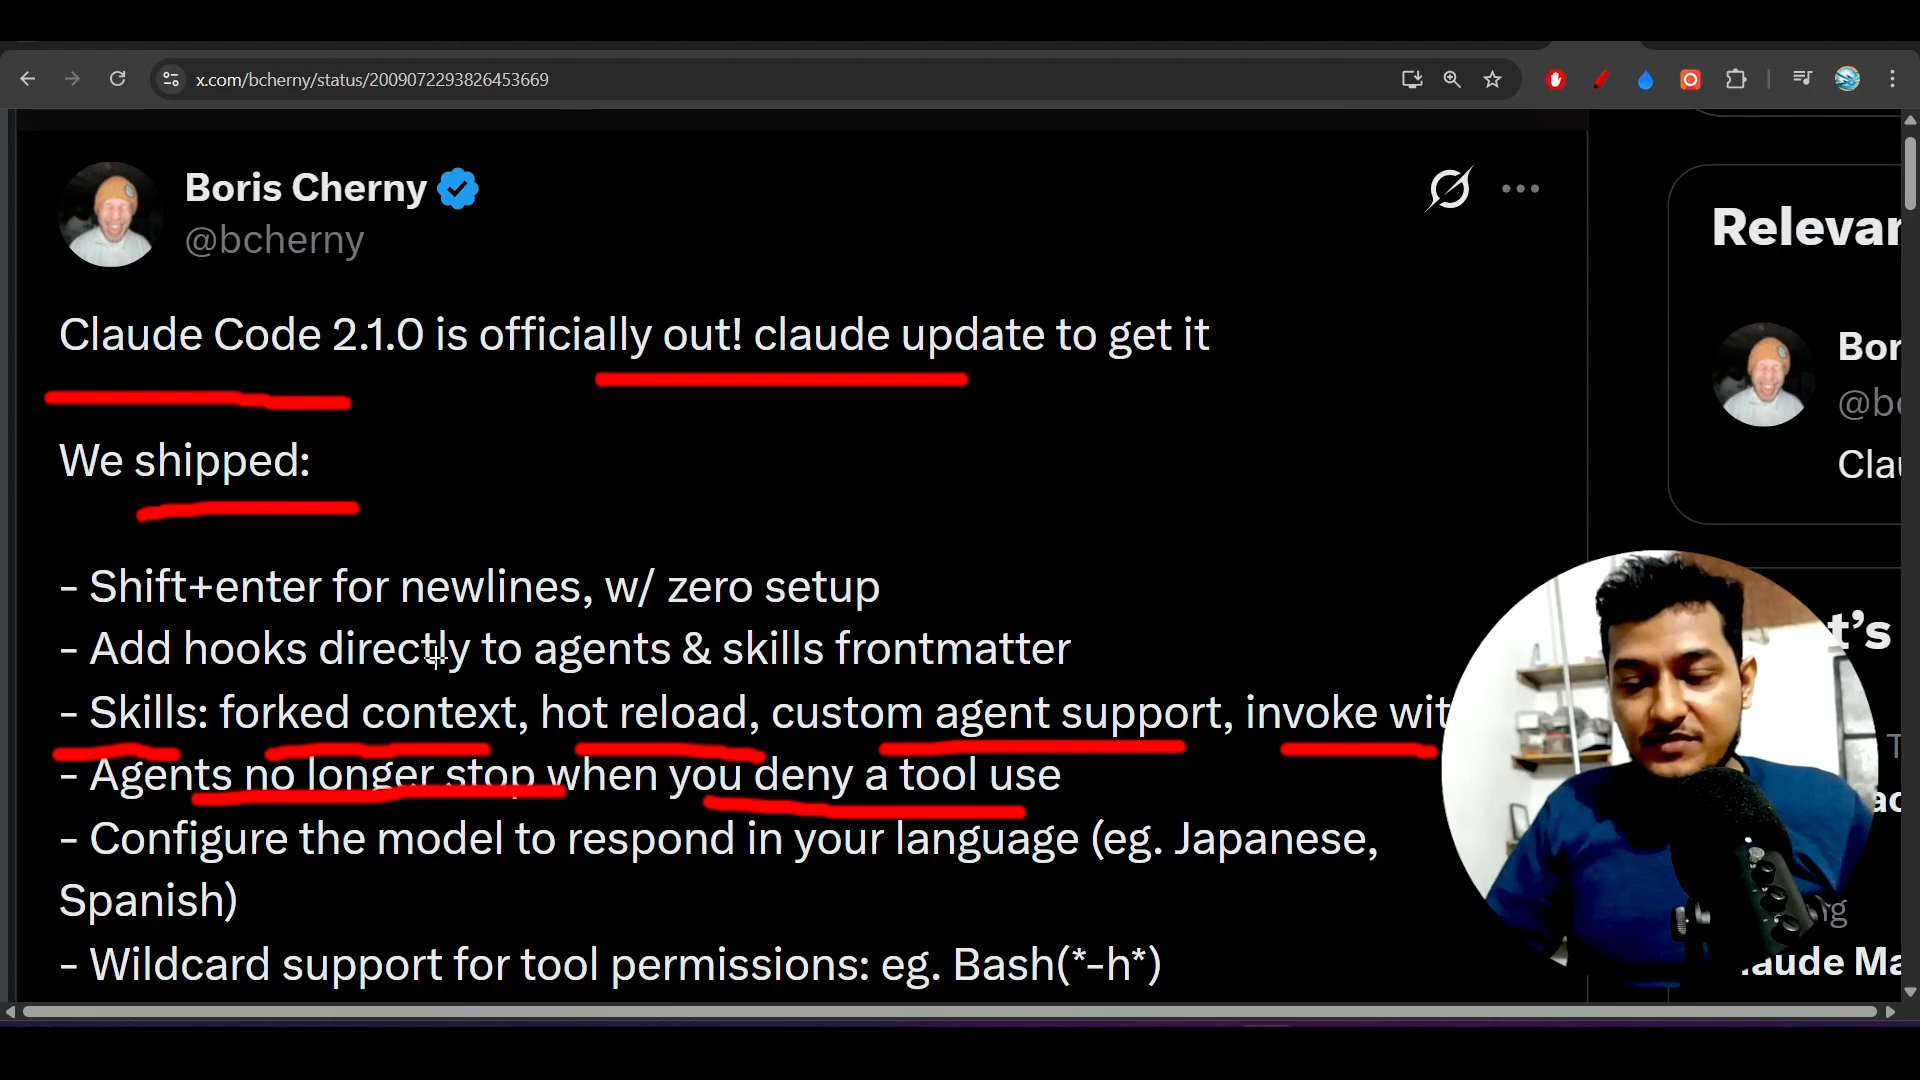 x.com/bcherny/status/2009072293826453669
Boris Cherny
@bcherny
Relevan
Claude Code 2.1.0 is officially out! claude update to get it
Bor
@bc
We shipped:
Clau
- Shift+enter for newlines, w/ zero setup
t's
- Add hooks directly to agents & skills frontmatter
- Skills: forked context, hot reload, custom agent support, invoke wit
- Agents no longer stop when you deny a tool use
- Configure the model to respond in your language (eg. Japanese,
Spanish)
- Wildcard support for tool permissions: eg. Bash(*-h*)
aude Ma